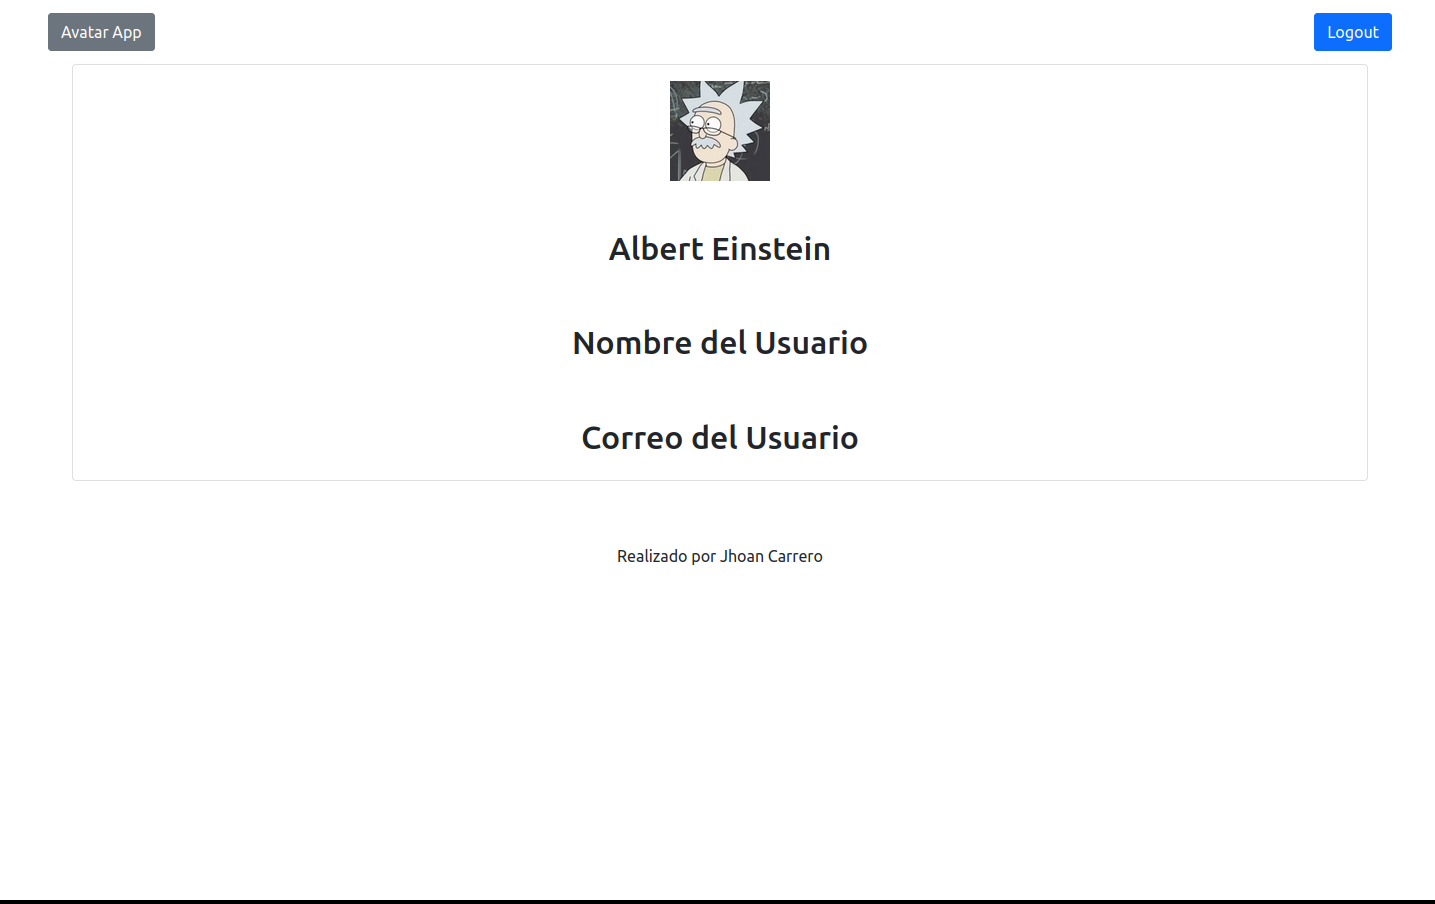 Avatar App
Logout
Albert Einstein
Nombre del Usuario
Correo del Usuario
Realizado por Jhoan Carrero